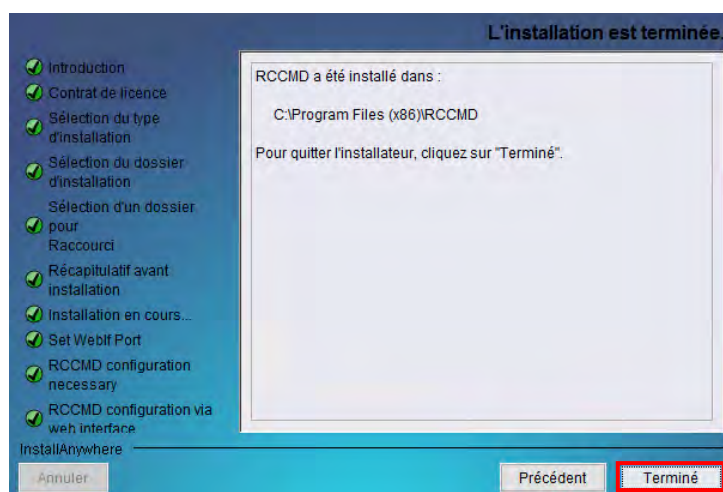 L'installation est terminée.
Introduction
Contrat de licence
Sélection du type
d'installation
Sélection du dossier
d'installation
Sélection d'un dossier
pour
Raccourci
Récapitulatif avant
installation
Installation en cours...
Set WebIf Port
RCCMD configuration
necessary
RCCMD configuration via
web interface
RCCMD a été installé dans :
C:\Program Files (x86)\RCCMD
Pour quitter l'installateur, cliquez sur "Terminé".
InstallAnywhere
Annuler
Précédent
Terminé